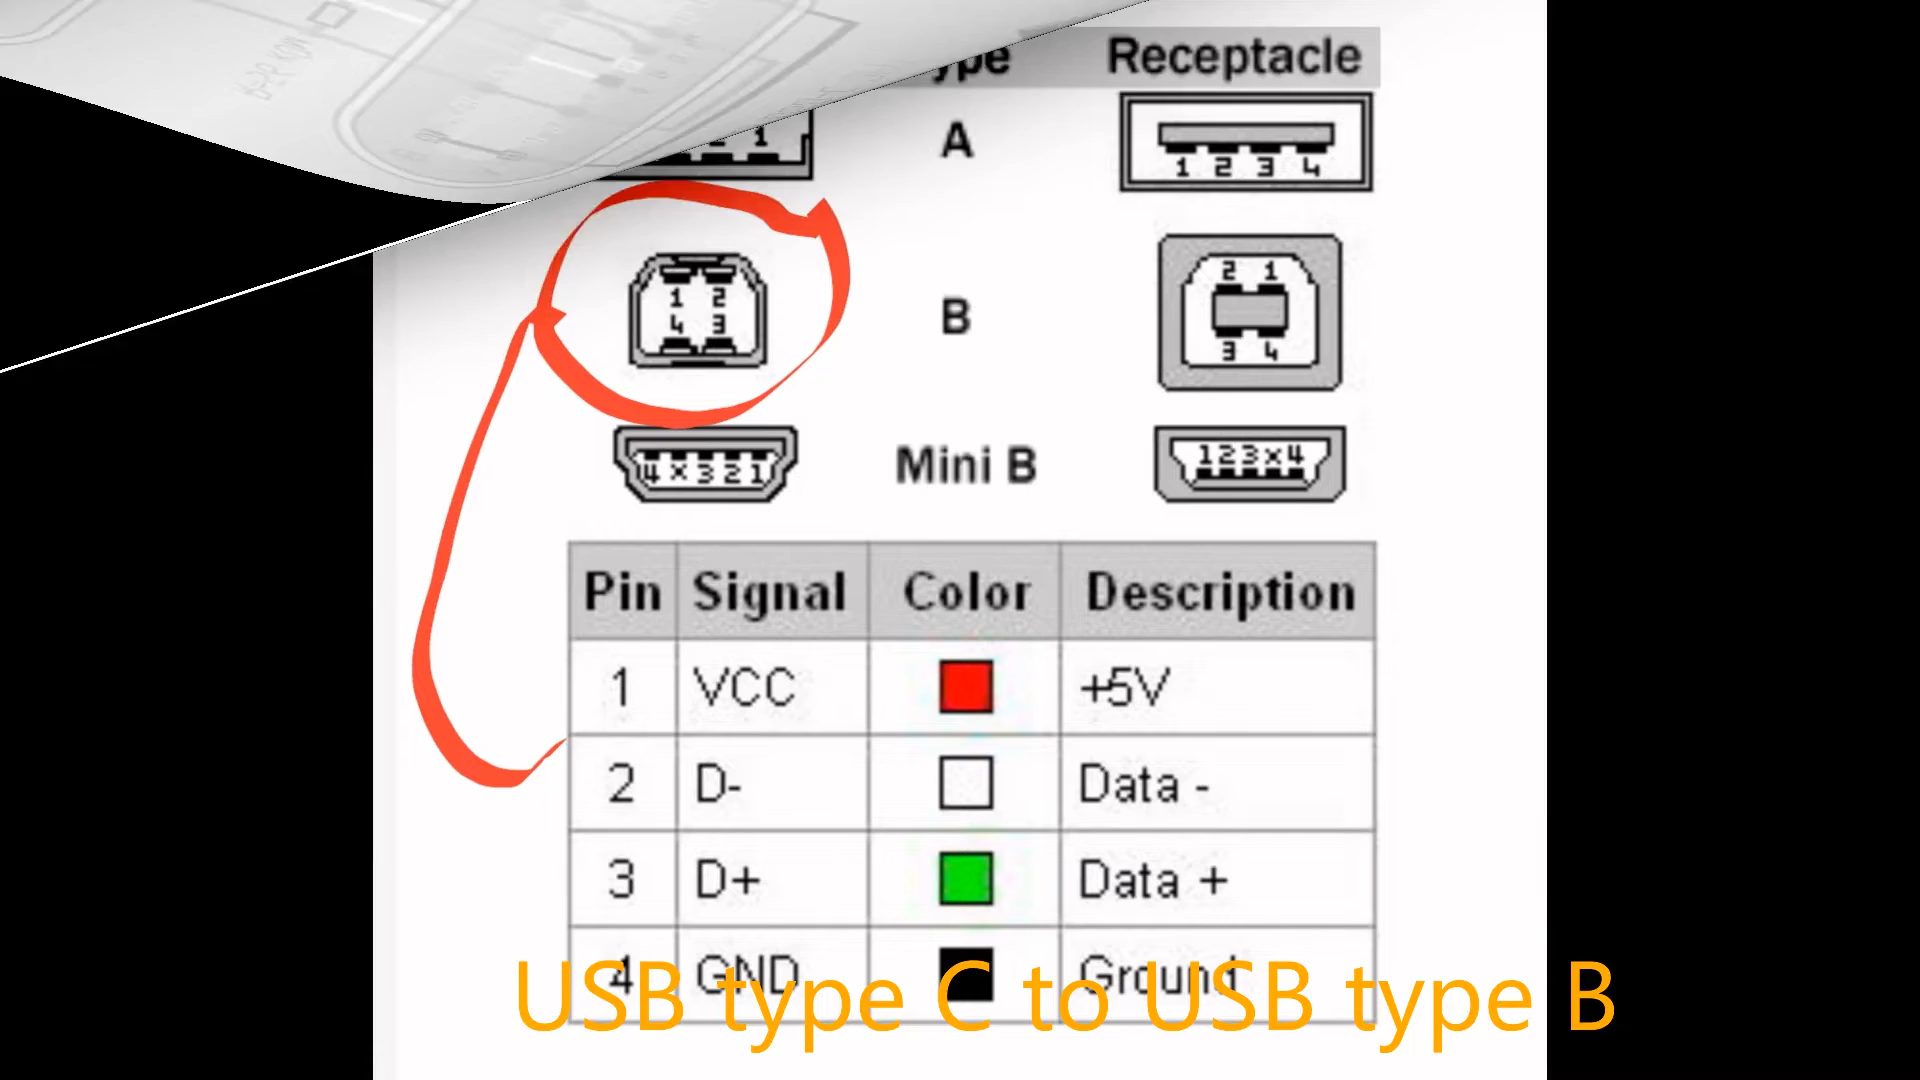 Receptacle
1
A
1 2 3 4
1 2
4 3
B
2 1
3 4
4 x 3 2 1
Mini B
1 2 3 x 4
Pin Signal Color Description
1 VCC +5V
2 D- Data -
3 D+ Data +
4 GND Ground
USB type C to USB type B